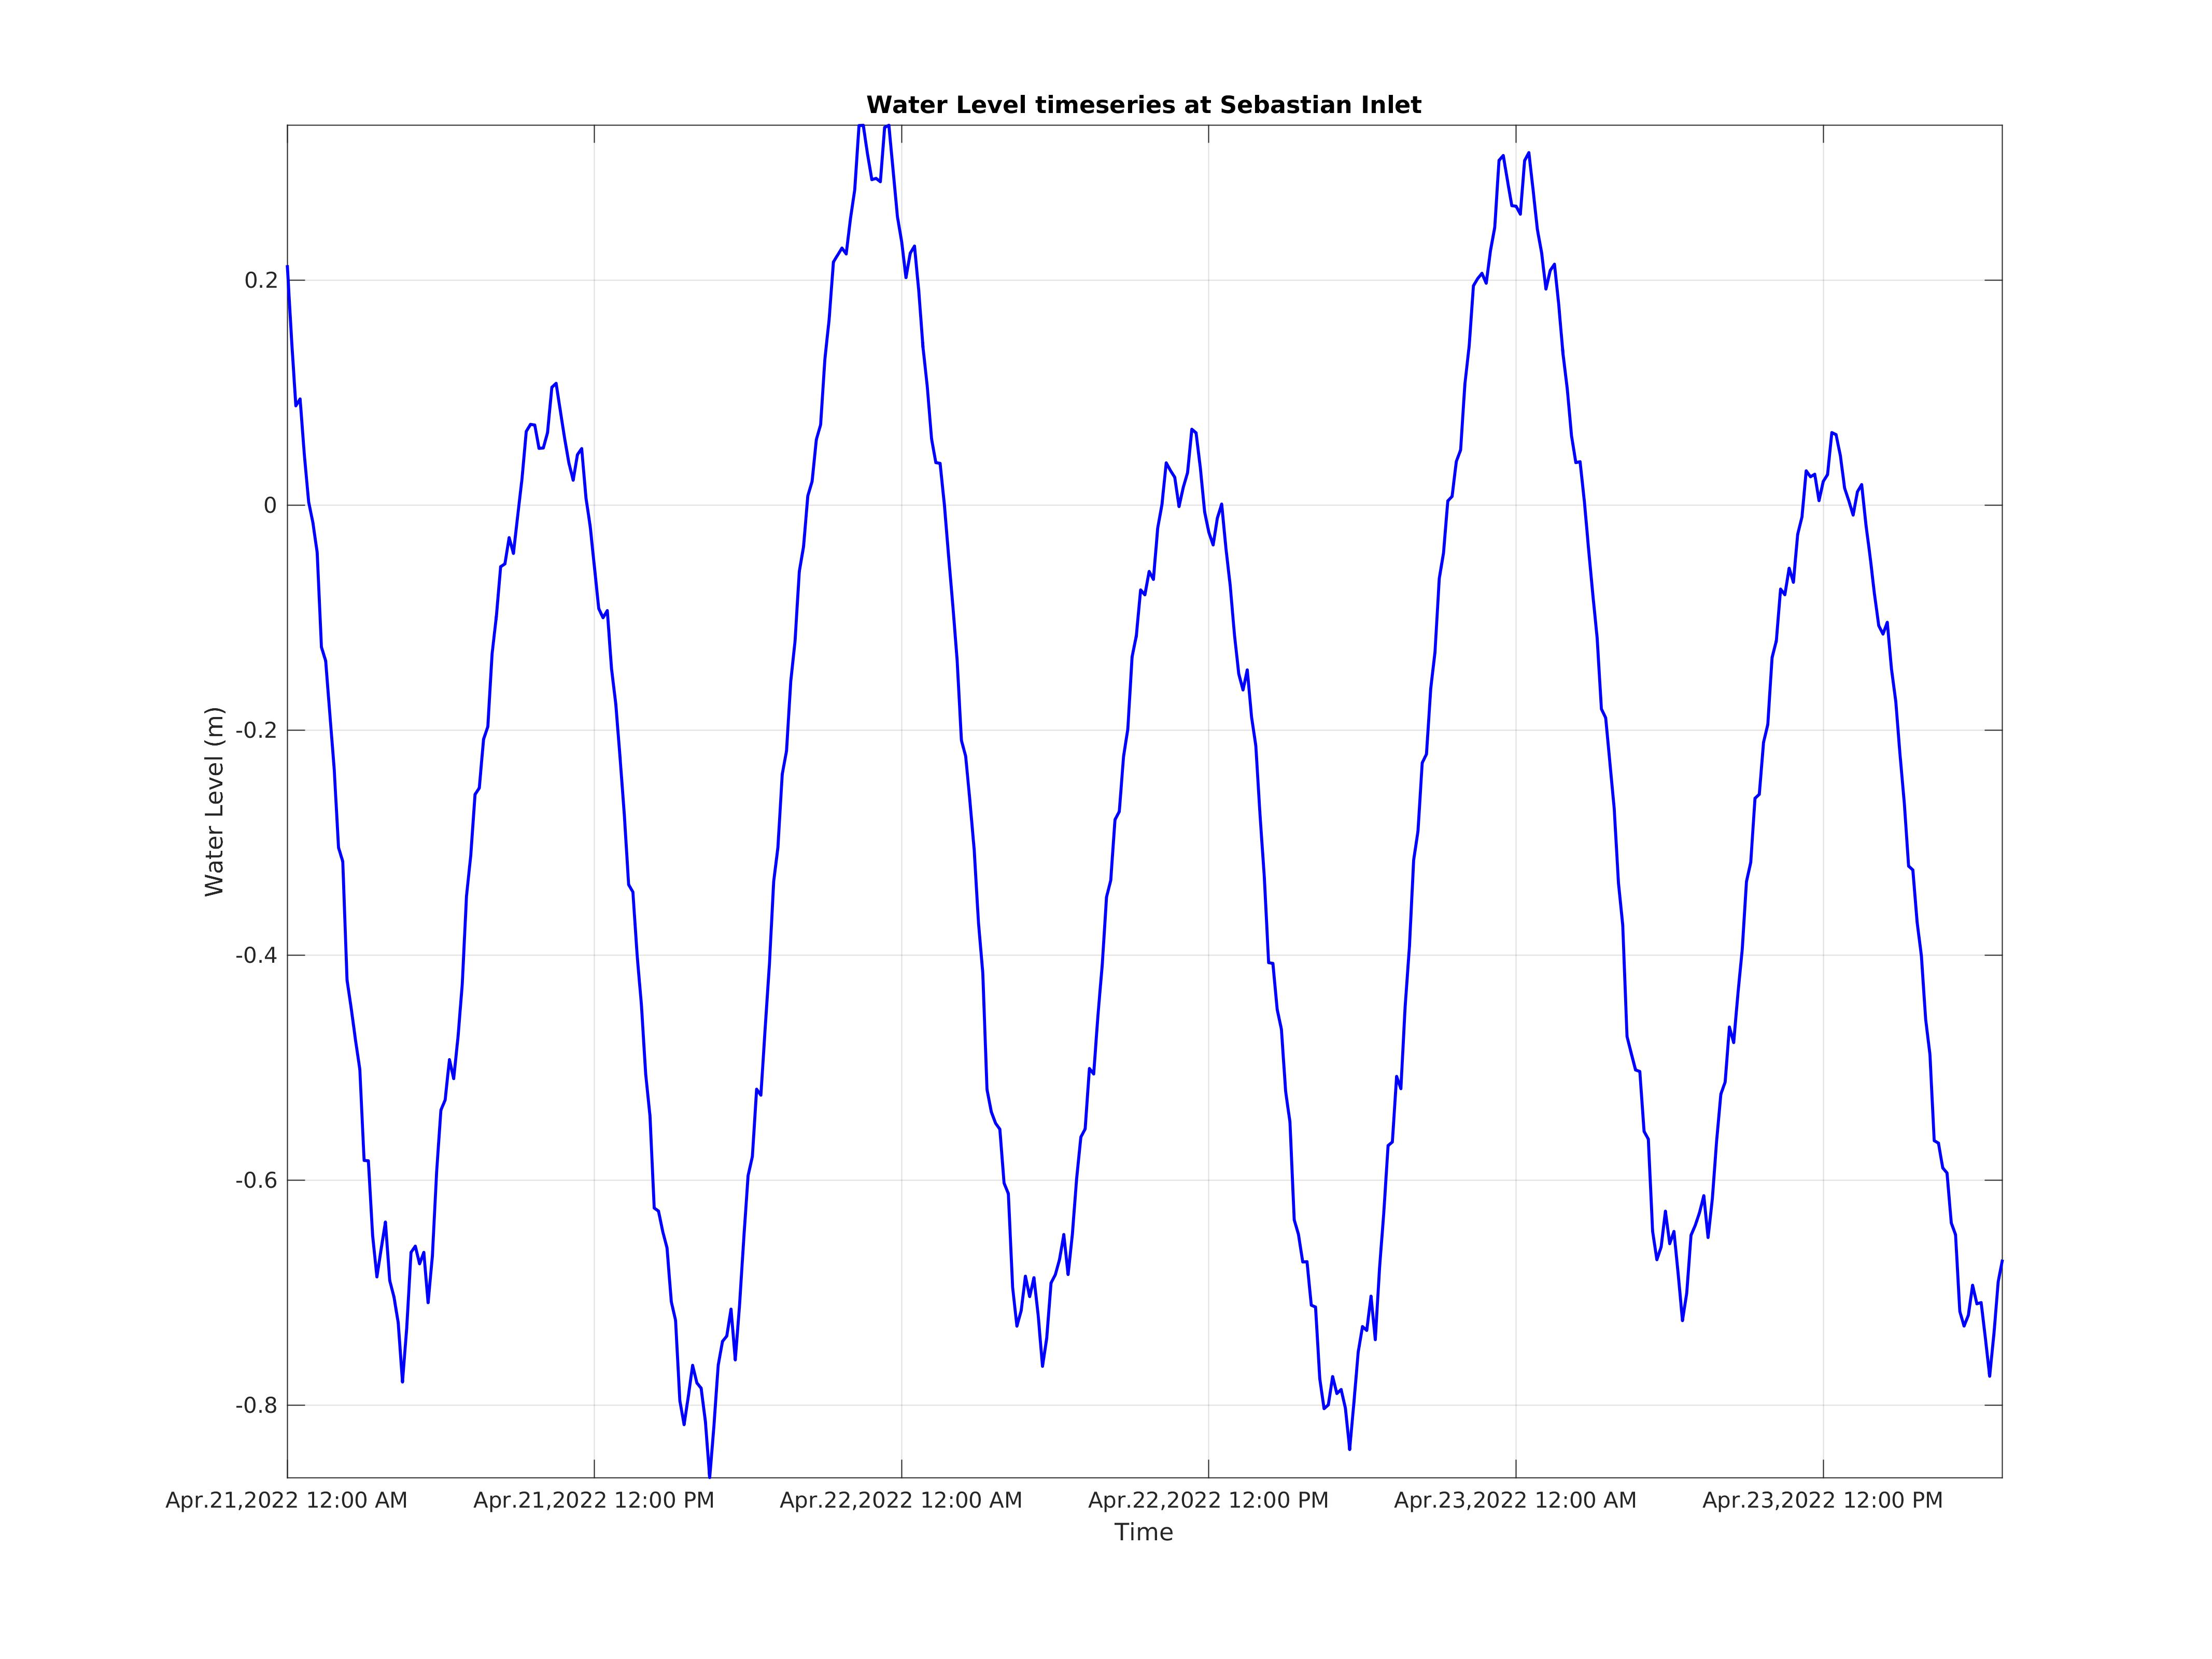 Water Level timeseries at Sebastian Inlet
0.2
0
-0.2
-0.4
-0.6
-0.8
Water Level (m)
Apr.21,2022 12:00 AM
Apr.21,2022 12:00 PM
Apr.22,2022 12:00 AM
Apr.22,2022 12:00 PM
Apr.23,2022 12:00 AM
Apr.23,2022 12:00 PM
Time